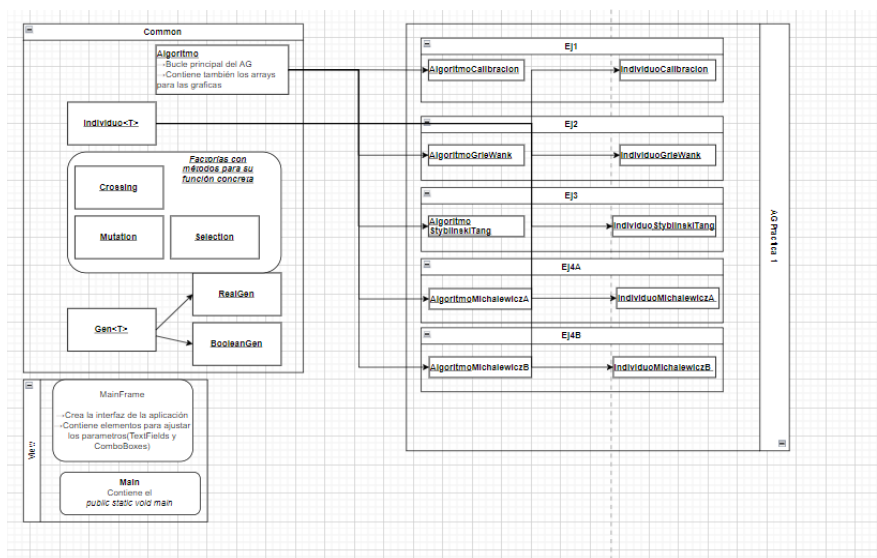 Common
Algoritmo
→Bucle principal del AG
→Contiene también los arrays
para las graficas
Individuo<T>
Factorías con
métodos para su
función concreta
Crossing
Mutation
Selection
RealGen
Gen<T>
BooleanGen
View
MainFrame
→Crea la interfaz de la aplicación
→Contiene elementos para ajustar
los parametros(TextFields y
ComboBoxes)
Main
Contiene el
public static void main
AG Practica 1
Ej1
AlgoritmoCalibracion
IndividuoCalibracion
Ej2
AlgoritmoGrieWank
IndividuoGrieWank
Ej3
Algoritmo
StyblinskiTang
IndividuoStyblinskiTang
Ej4A
AlgoritmoMichalewiczA
IndividuoMichalewiczA
Ej4B
AlgoritmoMichalewiczB
IndividuoMichalewiczB